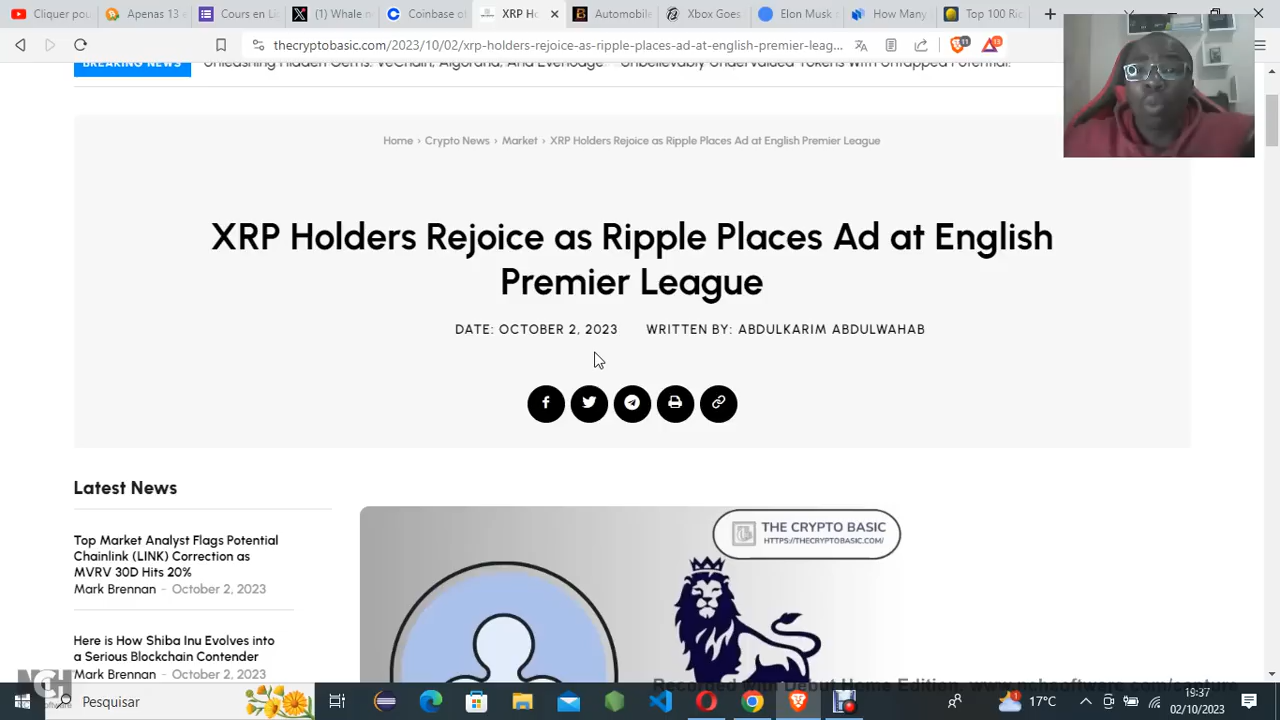 Cliquer pou
Apenas 13 e
Cours en Li
(1) Whale o
Coinbase o
XRP Ho
Automobile
Xbox Goes
Elon Musk
How Many
Top 100 Ric
thecryptobasic.com/2023/10/02/xrp-holders-rejoice-as-ripple-places-ad-at-english-premier-leag...
11
13
BREAKING NEWS
Unleashing Hidden Gems: VeChain, Algorand, And Everlodge
Unbelievably Undervalued Tokens With Untapped Potential!
Home › Crypto News › Market › XRP Holders Rejoice as Ripple Places Ad at English Premier League
XRP Holders Rejoice as Ripple Places Ad at English
Premier League
DATE: OCTOBER 2, 2023
WRITTEN BY: ABDULKARIM ABDULWAHAB
Latest News
Top Market Analyst Flags Potential
Chainlink (LINK) Correction as
MVRV 30D Hits 20%
Mark Brennan - October 2, 2023
Here is How Shiba Inu Evolves into
a Serious Blockchain Contender
Mark Brennan - October 2, 2023
THE CRYPTO BASIC
HTTPS://THECRYPTOBASIC.COM/
NCH
Recorded with Debut Home Edition. www.nchsoftware.com/capture
Pesquisar
17°C
19:37
02/10/2023